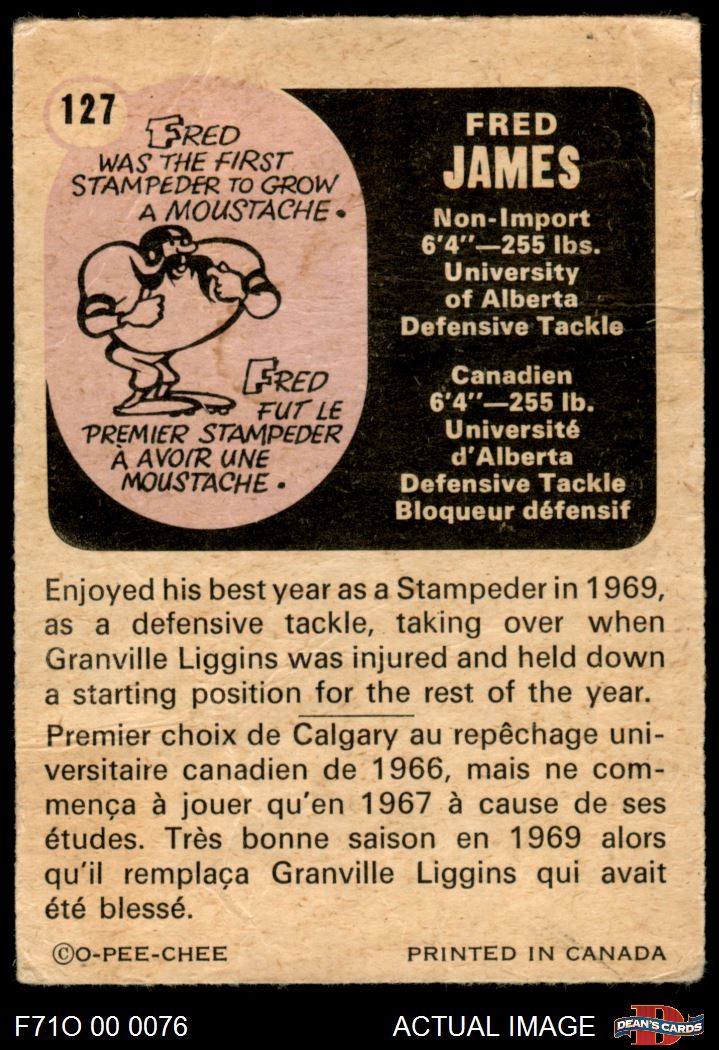 127
FRED
WAS THE FIRST
STAMPEDER TO GROW
A MOUSTACHE.
FRED
FUT LE
PREMIER STAMPEDER
À AVOIR UNE
MOUSTACHE.
FRED
JAMES
Non-Import
6'4"—255 lbs.
University
of Alberta
Defensive Tackle
Canadien
6'4"—255 lb.
Université
d'Alberta
Defensive Tackle
Bloqueur défensif
Enjoyed his best year as a Stampeder in 1969,
as a defensive tackle, taking over when
Granville Liggins was injured and held down
a starting position for the rest of the year.
Premier choix de Calgary au repêchage uni-
versitaire canadien de 1966, mais ne com-
mença à jouer qu'en 1967 à cause de ses
études. Très bonne saison en 1969 alors
qu'il remplaça Granville Liggins qui avait
été blessé.
©O-PEE-CHEE PRINTED IN CANADA
F71O 00 0076 ACTUAL IMAGE D DEAN'S CARDS